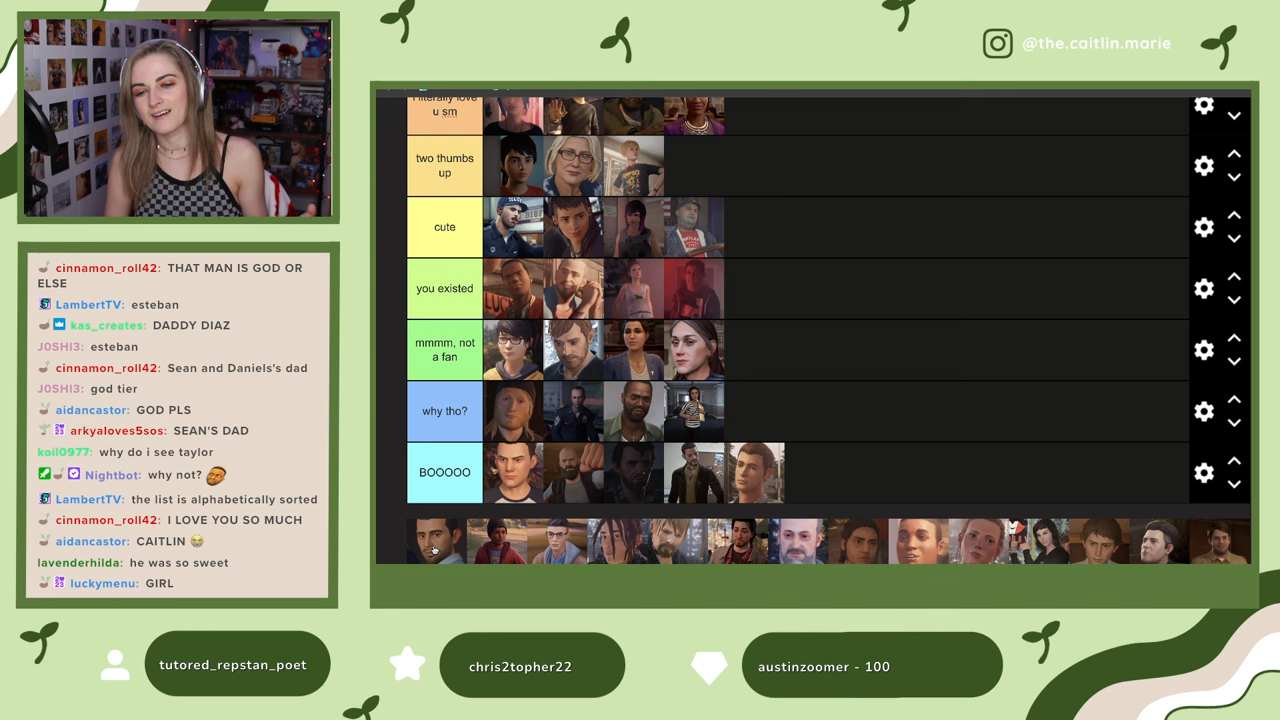 @the.caitlin.marie
cinnamon_roll42: THAT MAN IS GOD OR
ELSE
LambertTV: esteban
kas_creates: DADDY DIAZ
J0SHI3: esteban
cinnamon_roll42: Sean and Daniels's dad
J0SHI3: god tier
aidancastor: GOD PLS
arkyaloves5sos: SEAN'S DAD
koil0977: why do i see taylor
Nightbot: why not?
LambertTV: the list is alphabetically sorted
cinnamon_roll42: I LOVE YOU SO MUCH
aidancastor: CAITLIN
lavenderhilda: he was so sweet
luckymenu: GIRL
i literally love
u sm
two thumbs
up
cute
you existed
mmmm, not
a fan
why tho?
BOOOOO
tutored_repstan_poet
chris2topher22
austinzoomer - 100